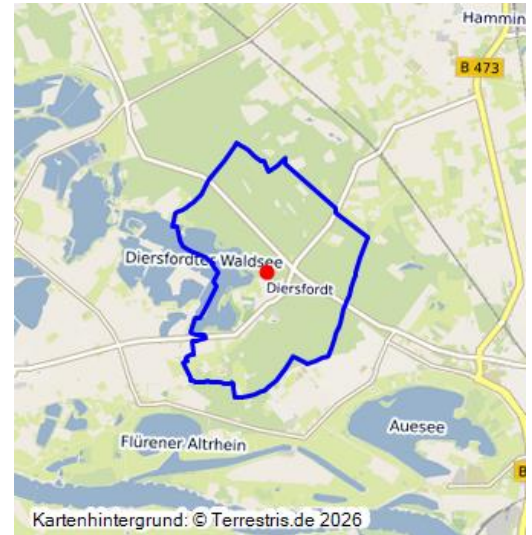 Hammin
B 473
Diersfordter Waldsee
Diersfordt
Auesee
Flürener Altrhein
B
Kartenhintergrund: © Terrestris.de 2026